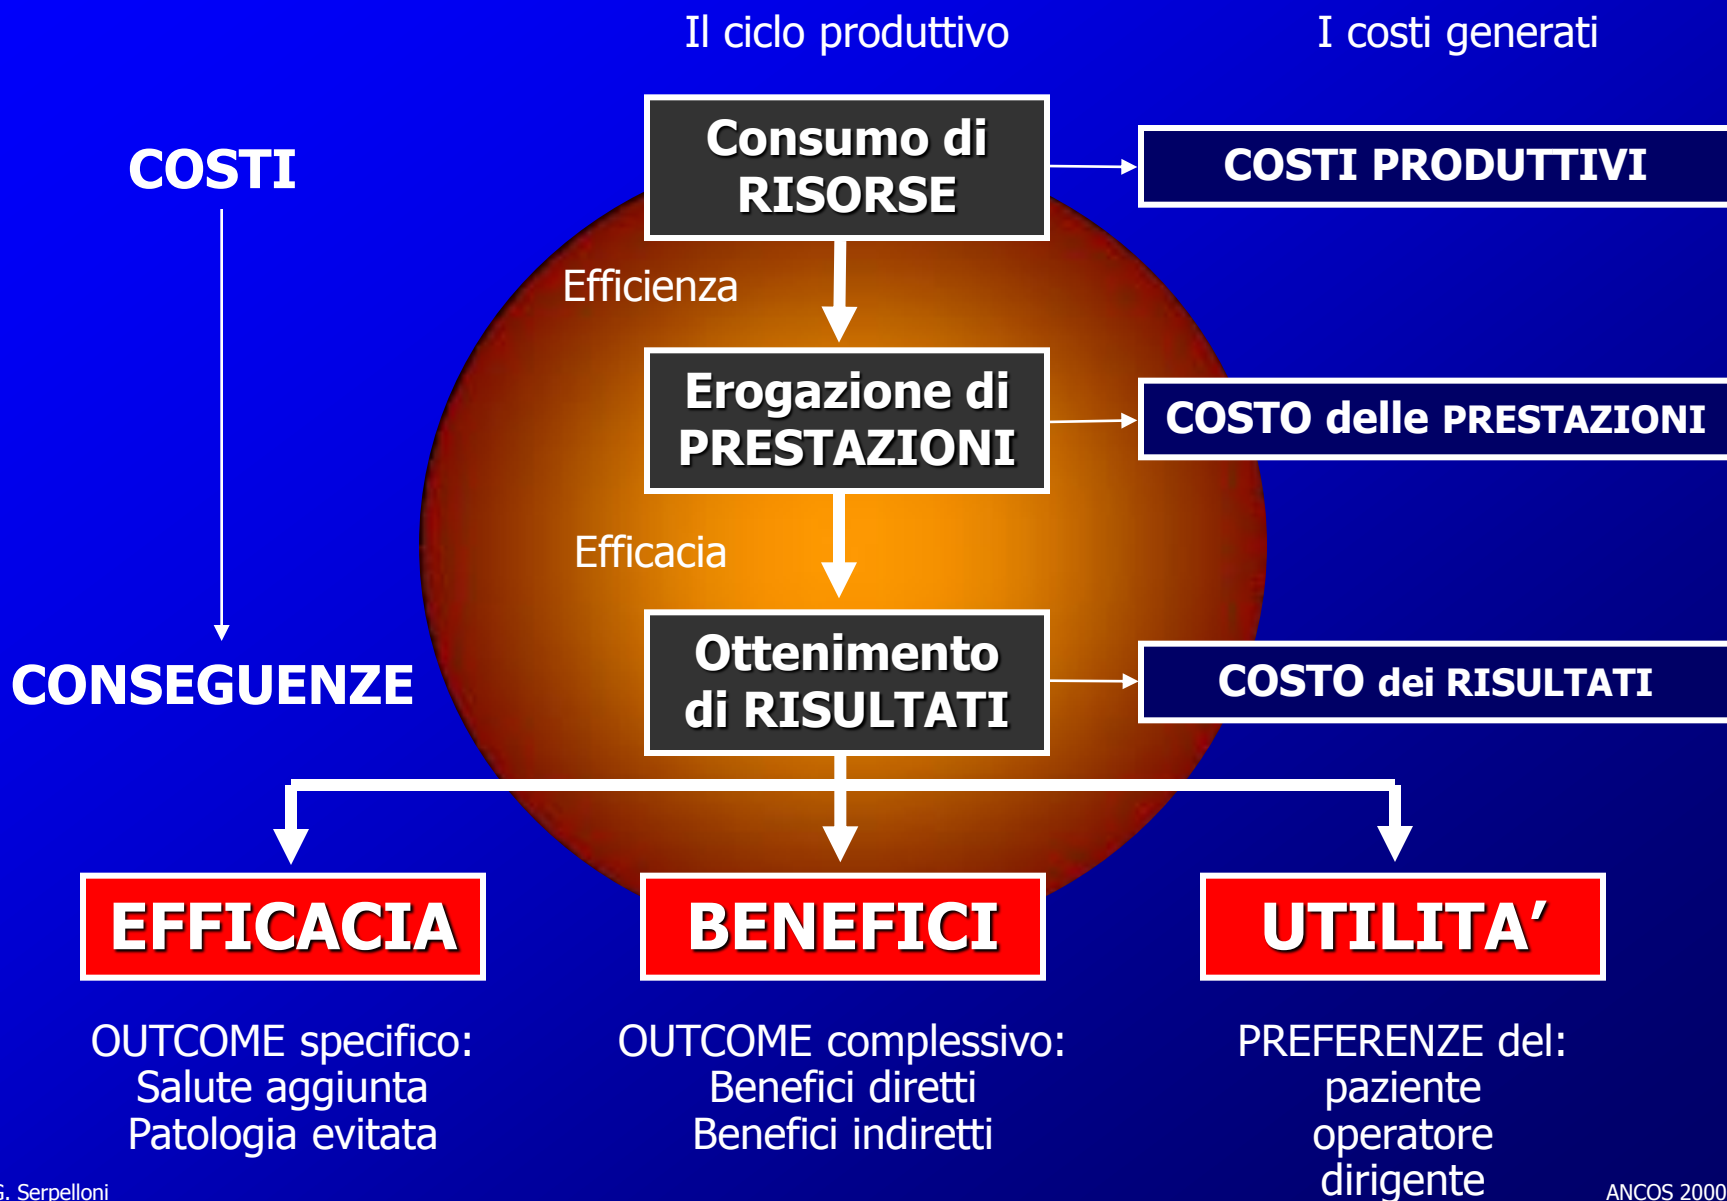 Il ciclo produttivo
I costi generati
COSTI
Consumo di
RISORSE
COSTI PRODUTTIVI
Efficienza
Erogazione di
PRESTAZIONI
COSTO delle PRESTAZIONI
Efficacia
CONSEGUENZE
Ottenimento
di RISULTATI
COSTO dei RISULTATI
EFFICACIA
BENEFICI
UTILITA’
OUTCOME specifico:
Salute aggiunta
Patologia evitata
OUTCOME complessivo:
Benefici diretti
Benefici indiretti
PREFERENZE del:
paziente
operatore
dirigente
G. Serpelloni
ANCOS 2000